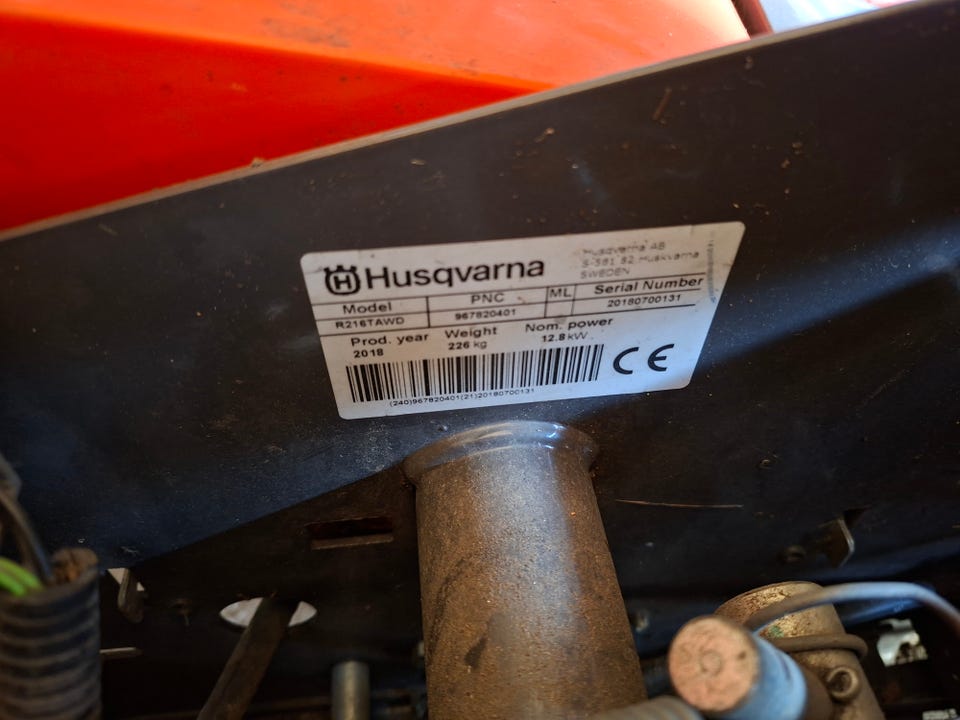 Husqvarna
Husqvarna AB
S-561 82 Huskvarna
SWEDEN
Model PNC ML Serial Number
R216TAWD 967820401 20180700131
Prod. year Weight Nom. power
2018 226 kg 12.8 kW
CE
(240)967820401(21)20180700131